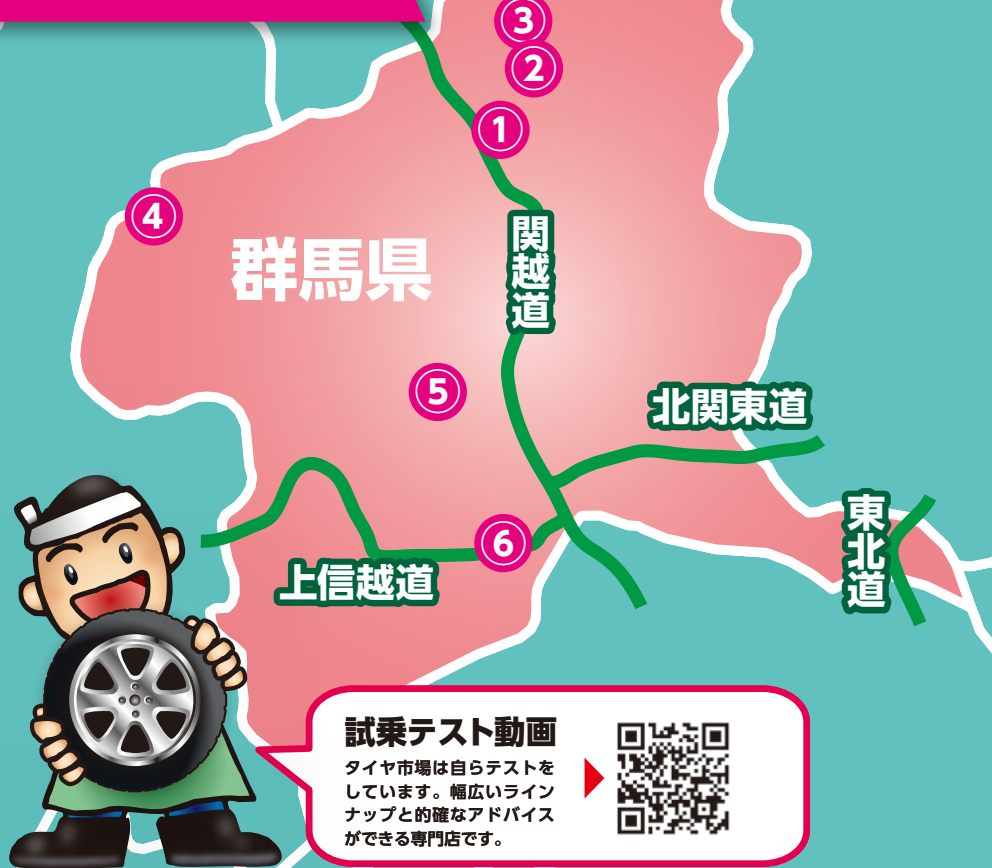 ③
②
①
④
群馬県
関越道
⑤
北関東道
東北道
⑥
上信越道
試乗テスト動画
タイヤ市場は自らテストを
しています。幅広いライン
ナップと的確なアドバイス
ができる専門店です。